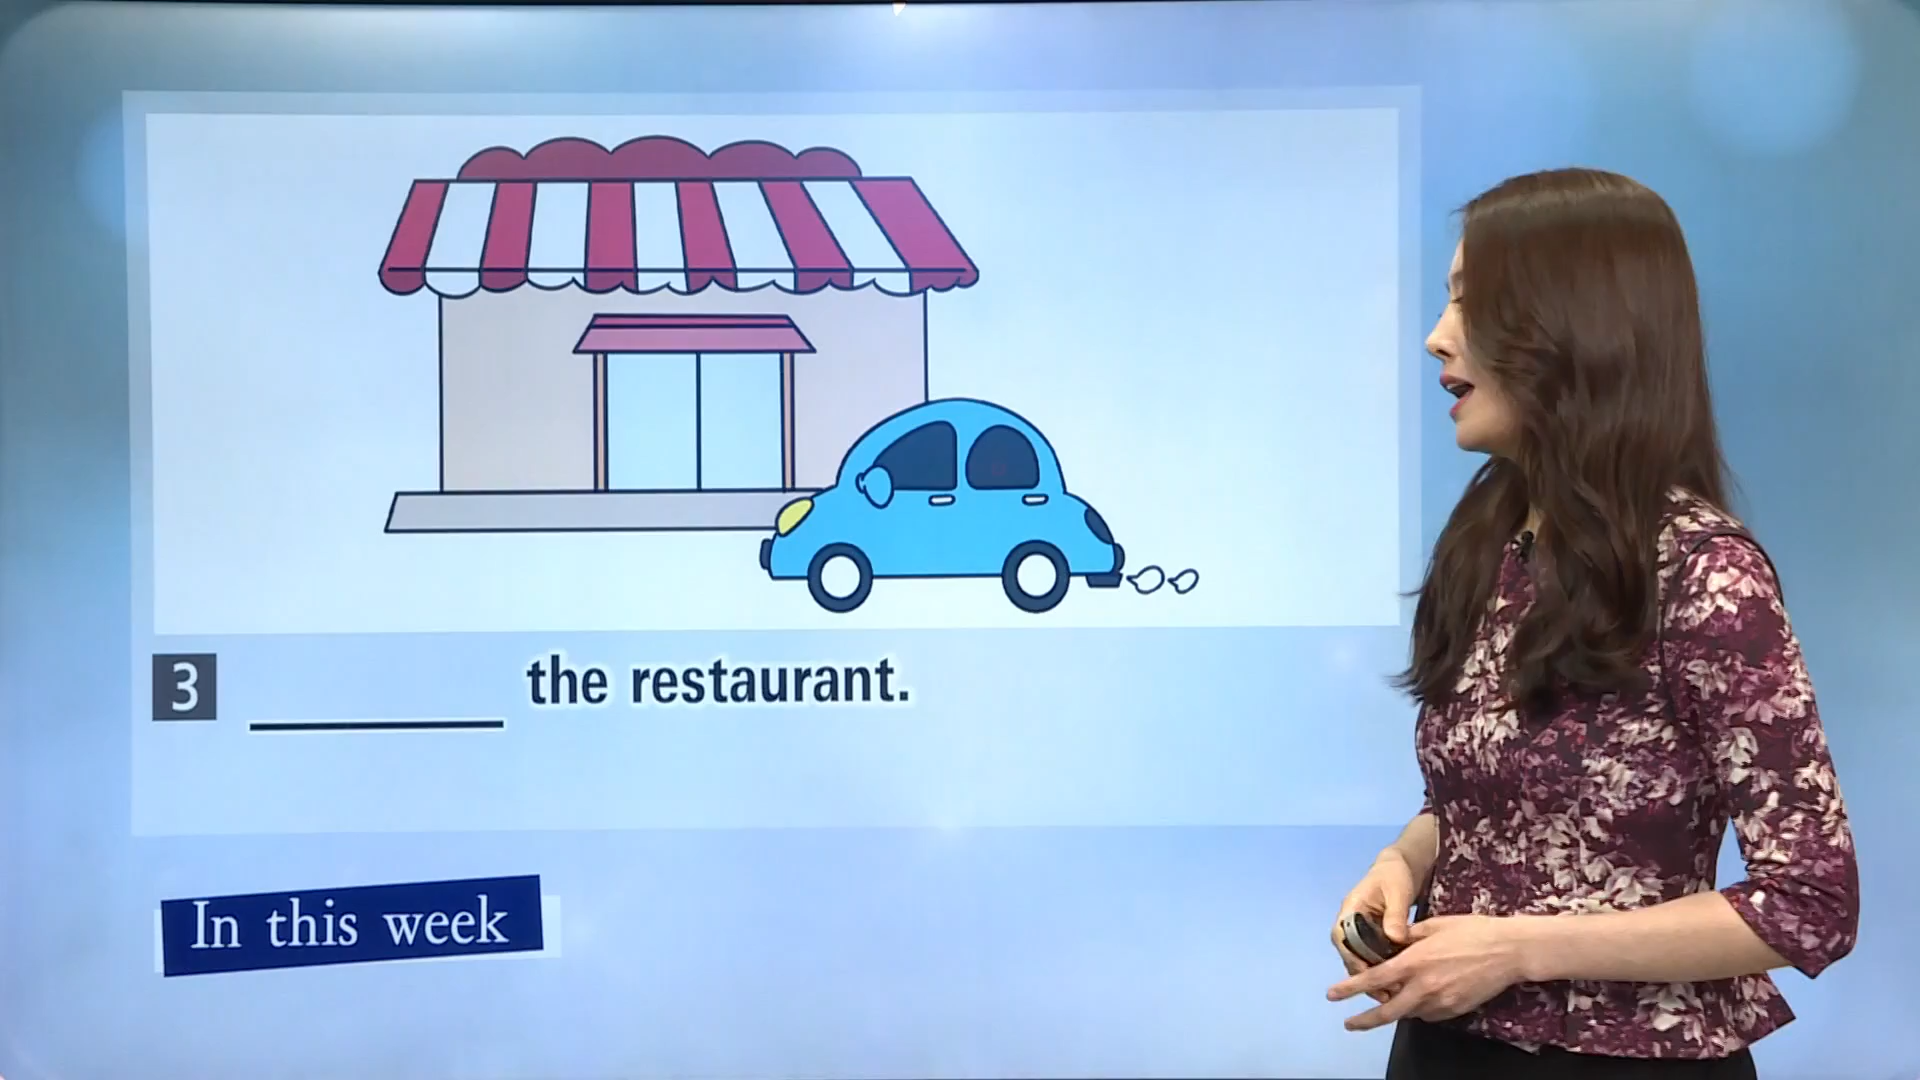 3 ________ the restaurant.
In this week